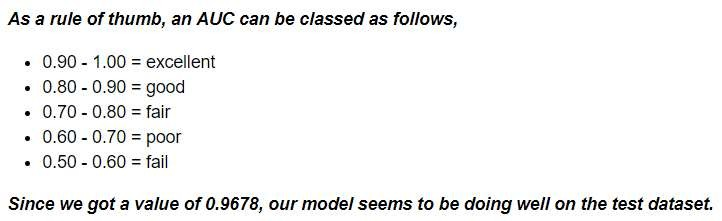 As a rule of thumb, an AUC can be classed as follows,
• 0.90 - 1.00 = excellent
• 0.80 - 0.90 = good
• 0.70 - 0.80 = fair
• 0.60 - 0.70 = poor
• 0.50 - 0.60 = fail
Since we got a value of 0.9678, our model seems to be doing well on the test dataset.